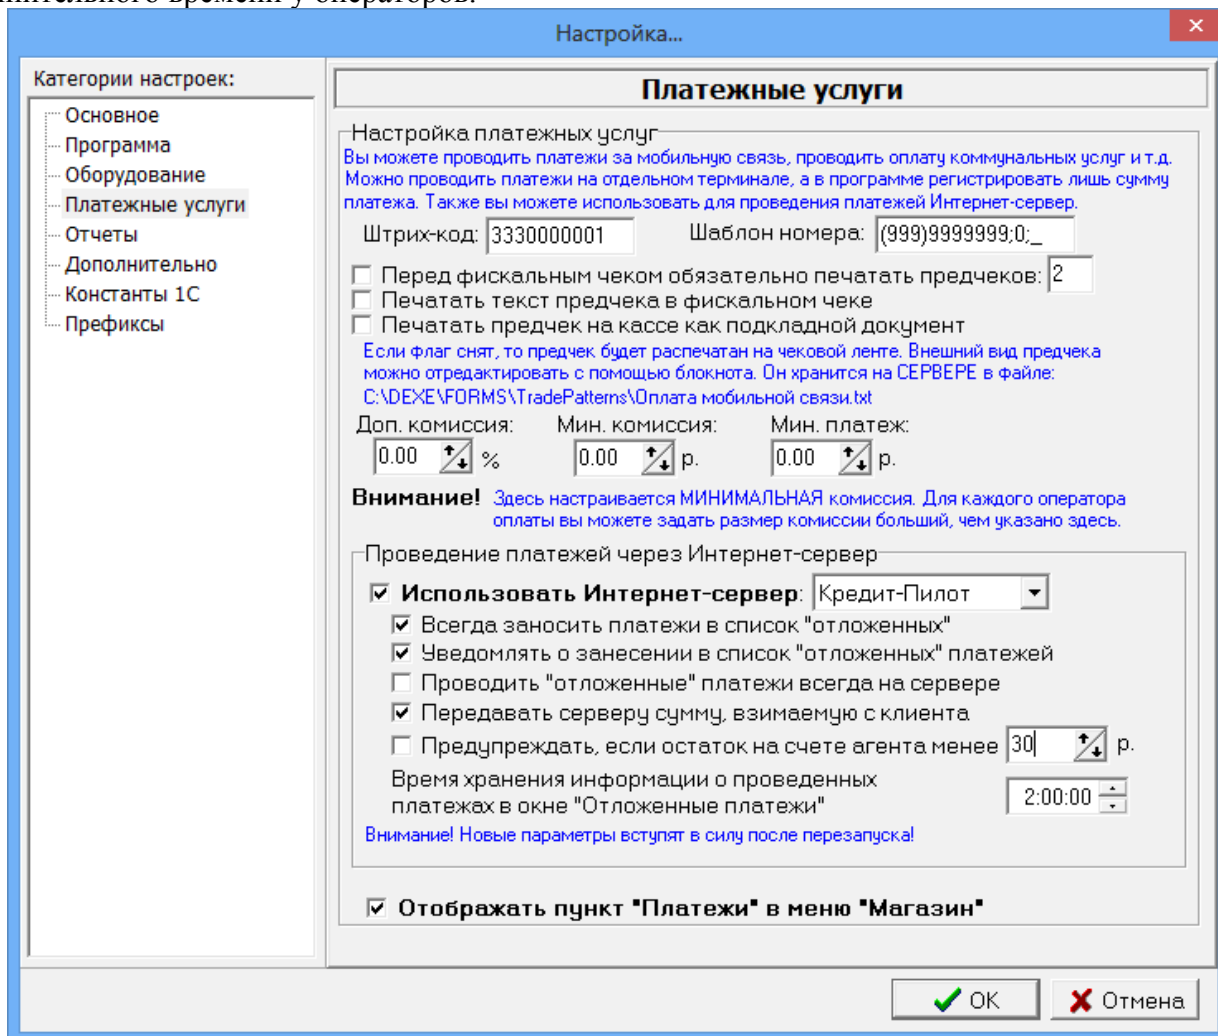 нительного времени у операторов.
Настройка...
Категории настроек:
Основное
Программа
Оборудование
Платежные услуги
Отчеты
Дополнительно
Константы 1С
Префиксы
Платежные услуги
Настройка платежных услуг
Вы можете проводить платежи за мобильную связь, проводить оплату коммунальных услуг и т.д.
Можно проводить платежи на отдельном терминале, а в программе регистрировать лишь сумму
платежа. Также вы можете использовать для проведения платежей Интернет-сервер.
Штрих-код: 3330000001 Шаблон номера: (999)9999999;0;_
Перед фискальным чеком обязательно печатать предчеков: 2
Печатать текст предчека в фискальном чеке
Печатать предчек на кассе как подкладной документ
Если флаг снят, то предчек будет распечатан на чековой ленте. Внешний вид предчека
можно отредактировать с помощью блокнота. Он хранится на СЕРВЕРЕ в файле:
C:\DEXE\FORMS\TradePatterns\Оплата мобильной связи.txt
Доп. комиссия: Мин. комиссия: Мин. платеж:
0.00 % 0.00 р. 0.00 р.
Внимание! Здесь настраивается МИНИМАЛЬНАЯ комиссия. Для каждого оператора
оплаты вы можете задать размер комиссии больший, чем указано здесь.
Проведение платежей через Интернет-сервер
Использовать Интернет-сервер: Кредит-Пилот
Всегда заносить платежи в список "отложенных"
Уведомлять о занесении в список "отложенных" платежей
Проводить "отложенные" платежи всегда на сервере
Передавать серверу сумму, взимаемую с клиента
Предупреждать, если остаток на счете агента менее 30 р.
Время хранения информации о проведенных
платежах в окне "Отложенные платежи" 2:00:00
Внимание! Новые параметры вступят в силу после перезапуска!
Отображать пункт "Платежи" в меню "Магазин"
OK Отмена